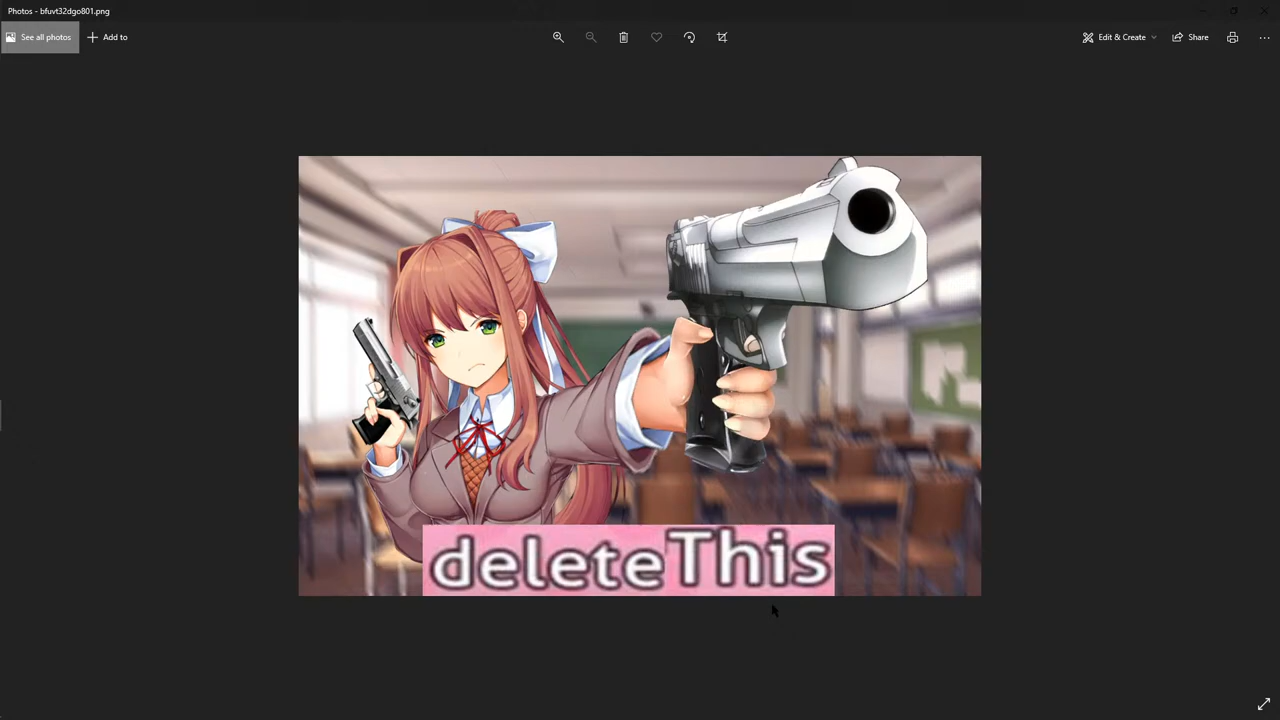 Photos - bfuvt32dgo801.png
See all photos
Add to
Edit & Create
Share
deleteThis